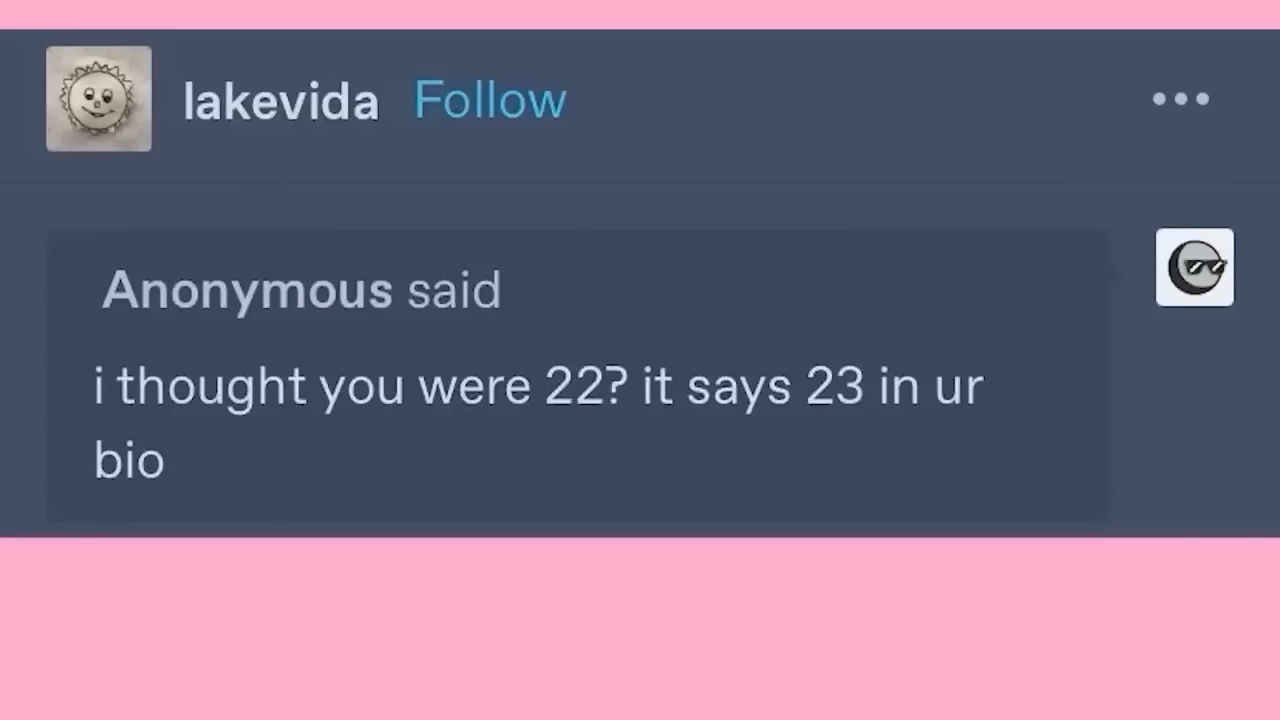 lakevida Follow
Anonymous said
i thought you were 22? it says 23 in ur
bio